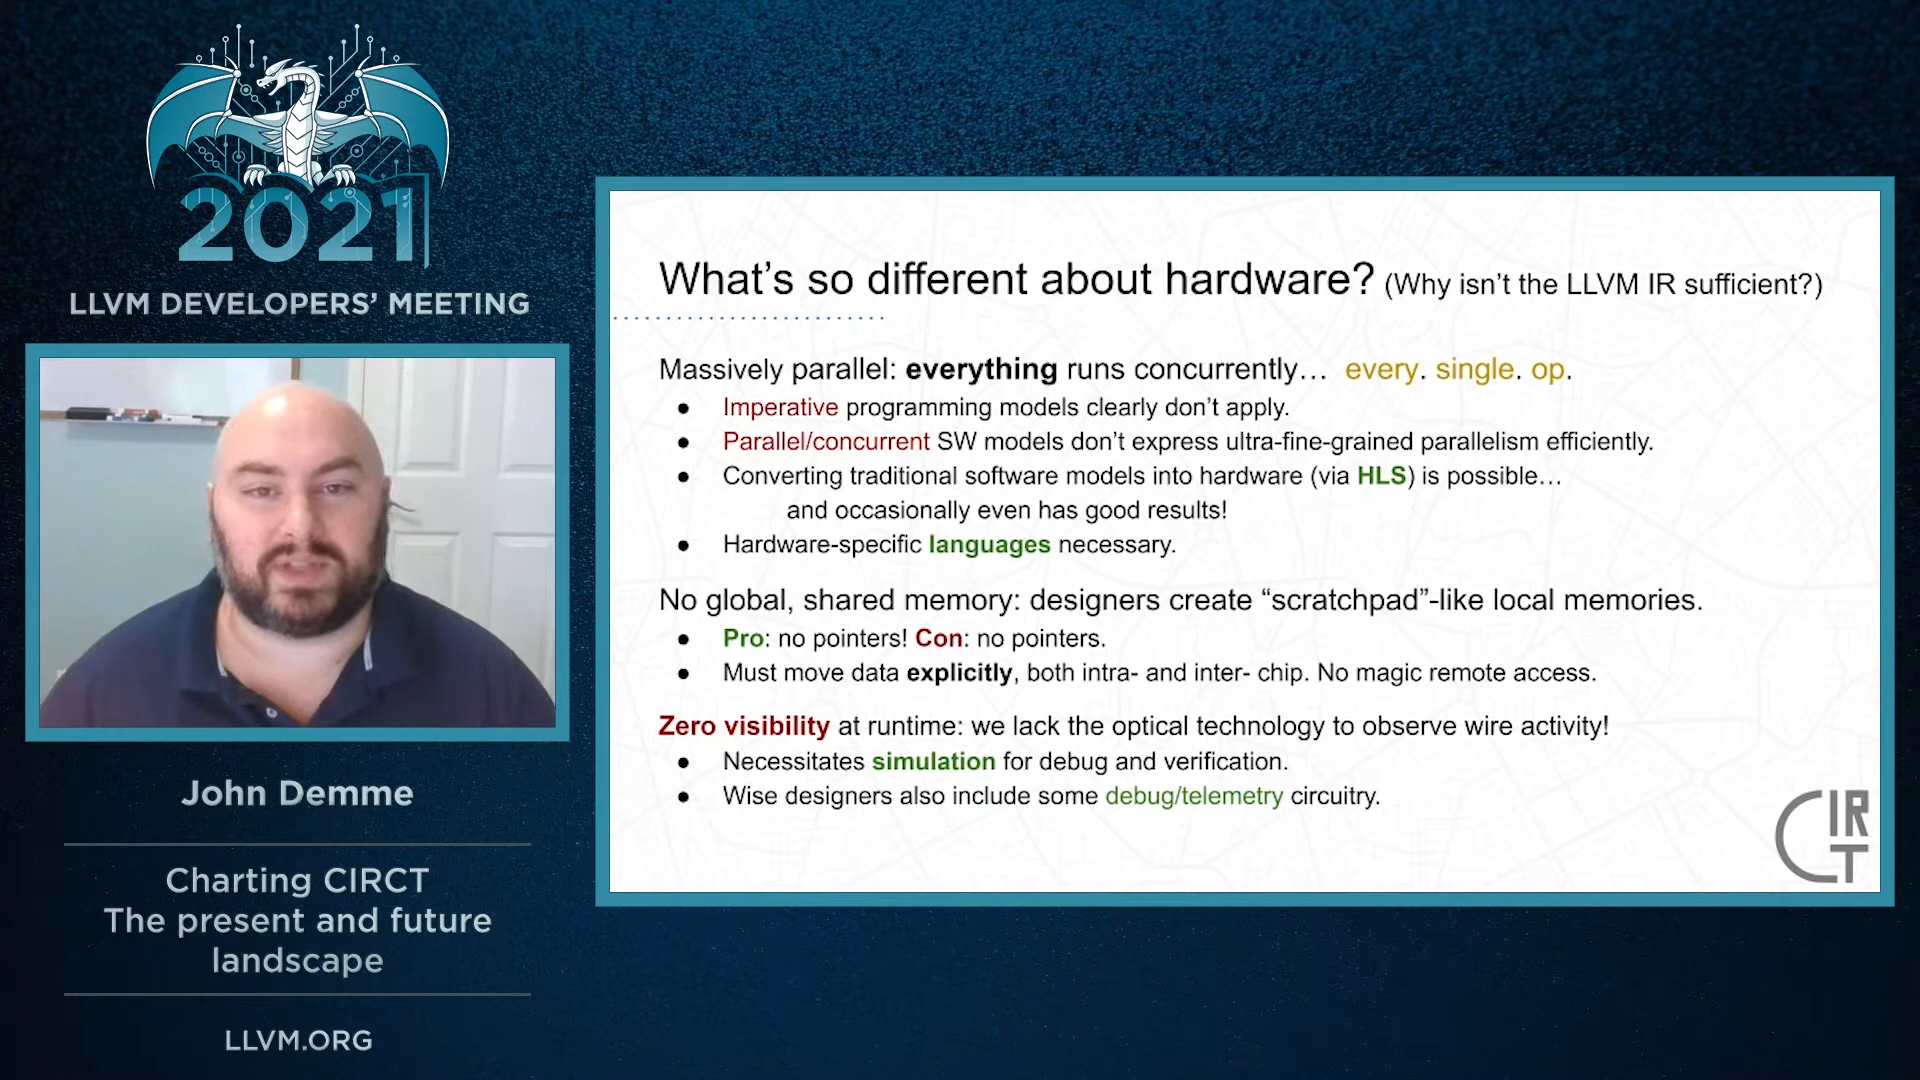 2021
LLVM DEVELOPERS’ MEETING
John Demme
Charting CIRCT
The present and future
landscape
LLVM.ORG
What’s so different about hardware? (Why isn’t the LLVM IR sufficient?)
Massively parallel: everything runs concurrently… every. single. op.
● Imperative programming models clearly don’t apply.
● Parallel/concurrent SW models don’t express ultra-fine-grained parallelism efficiently.
● Converting traditional software models into hardware (via HLS) is possible…
and occasionally even has good results!
● Hardware-specific languages necessary.
No global, shared memory: designers create “scratchpad”-like local memories.
● Pro: no pointers! Con: no pointers.
● Must move data explicitly, both intra- and inter- chip. No magic remote access.
Zero visibility at runtime: we lack the optical technology to observe wire activity!
● Necessitates simulation for debug and verification.
● Wise designers also include some debug/telemetry circuitry.
CIRCT